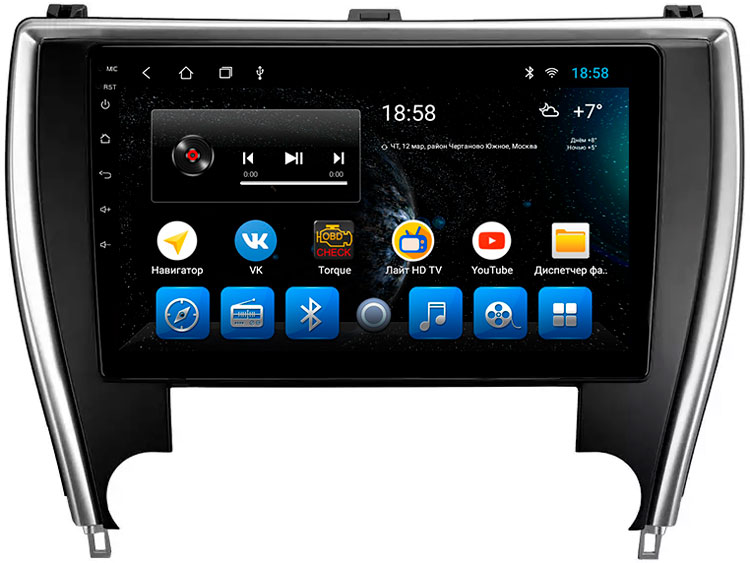 MIC
18:58
RST
18:58
+7°
ЧТ, 12 мар, район Чертаново Южное, Москва
Днём +8°
Ночью +5°
0:00 0:00
OBD
CHECK
Навигатор VK Torque Лайт HD TV YouTube Диспетчер фа..